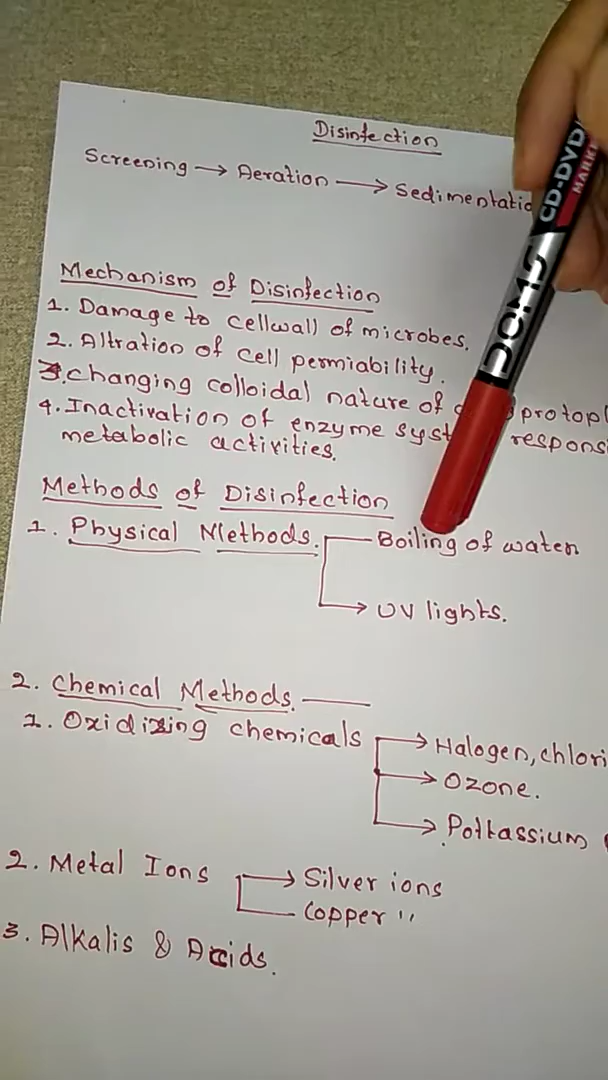 Disinfection
Screening → Aeration → Sedimentatio
Mechanism of Disinfection
1. Damage to cellwall of microbes.
2. Altration of cell permiability.
3. changing colloidal nature of protopl
4. Inactivation of enzyme syst respons
metabolic activities.
Methods of Disinfection
1. Physical Methods. Boiling of water
→ UV lights.
2. Chemical Methods.
1. Oxidizing chemicals → Halogen, chlori
→ Ozone.
→ Pottassium
2. Metal Ions → Silver ions
Copper "
3. Alkalis & Acids.
DOMS CD-DVD MARKE